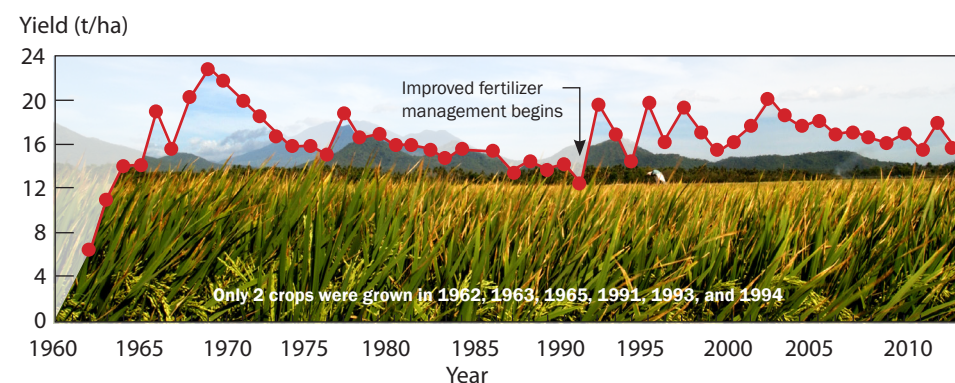 Yield (t/ha)
24
20
16
12
8
4
0
Improved fertilizer
management begins
Only 2 crops were grown in 1962, 1963, 1965, 1991, 1993, and 1994
1960 1965 1970 1975 1980 1985 1990 1995 2000 2005 2010
Year